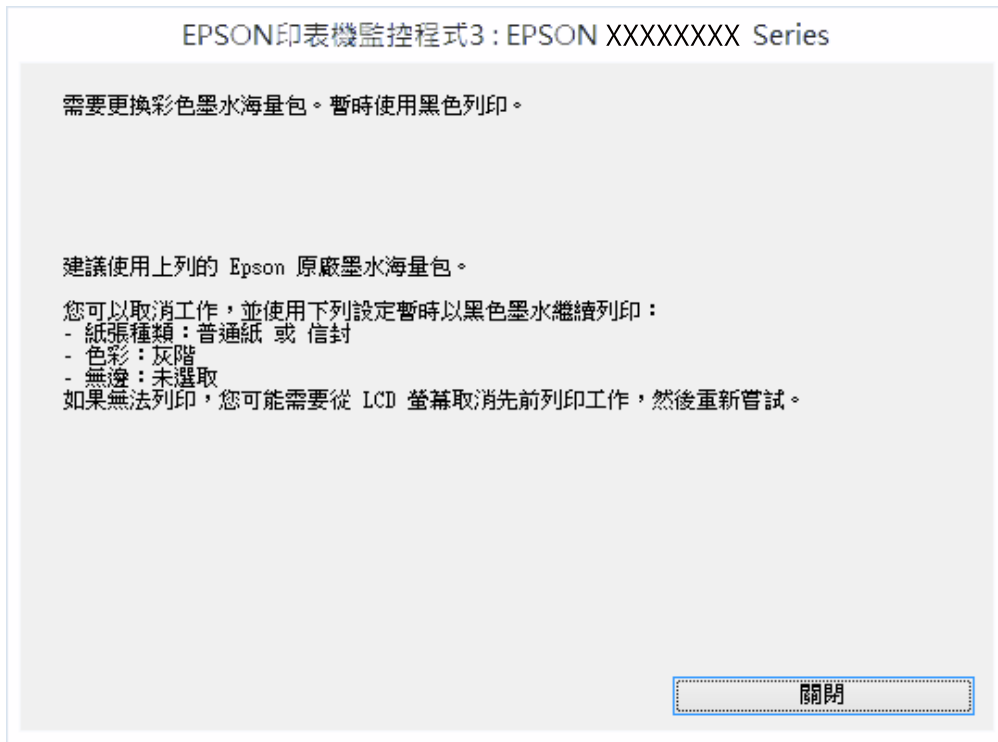 EPSON印表機監控程式3 : EPSON XXXXXXXX Series
需要更換彩色墨水海量包。暫時使用黑色列印。
建議使用上列的 Epson 原廠墨水海量包。
您可以取消工作，並使用下列設定暫時以黑色墨水繼續列印：
- 紙張種類：普通紙 或 信封
- 色彩：灰階
- 無邊：未選取
如果無法列印，您可能需要從 LCD 螢幕取消先前列印工作，然後重新嘗試。
關閉